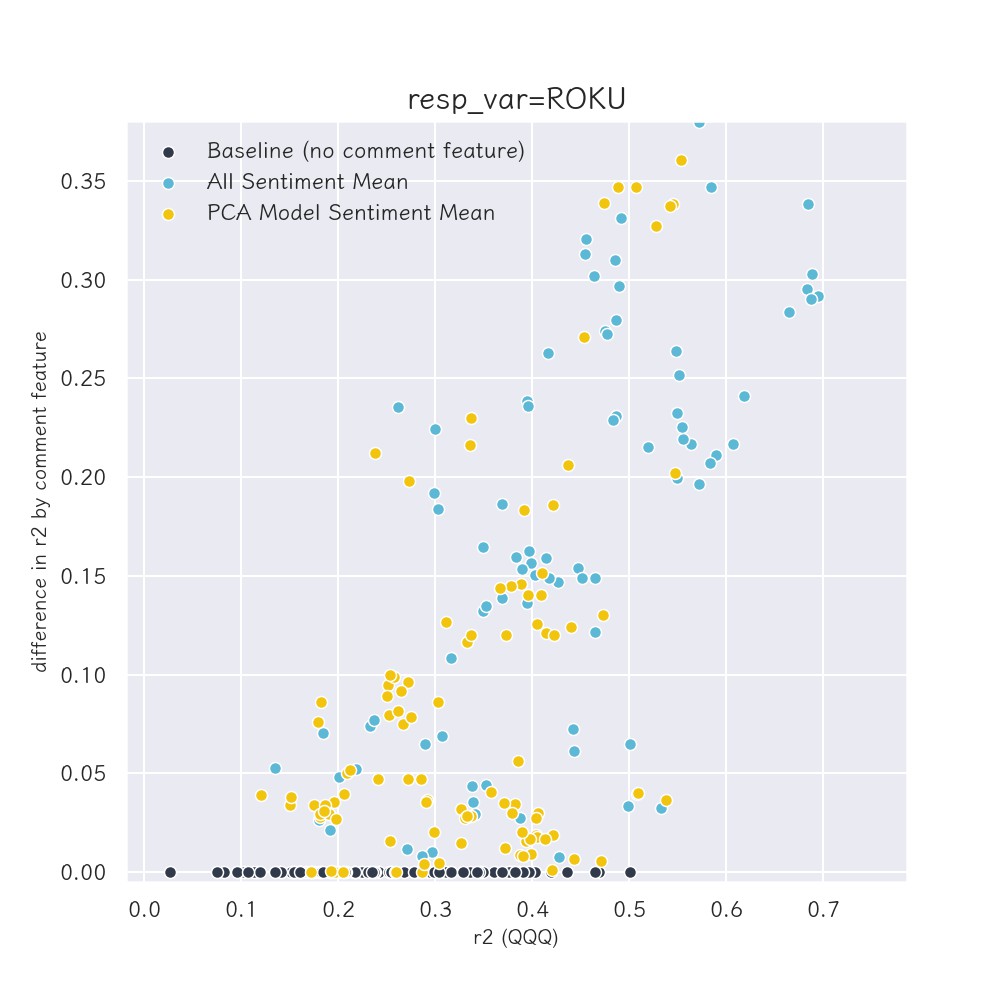 resp_var=ROKU
Baseline (no comment feature)
All Sentiment Mean
PCA Model Sentiment Mean
difference in r2 by comment feature
0.35
0.30
0.25
0.20
0.15
0.10
0.05
0.00
0.0 0.1 0.2 0.3 0.4 0.5 0.6 0.7
r2 (QQQ)